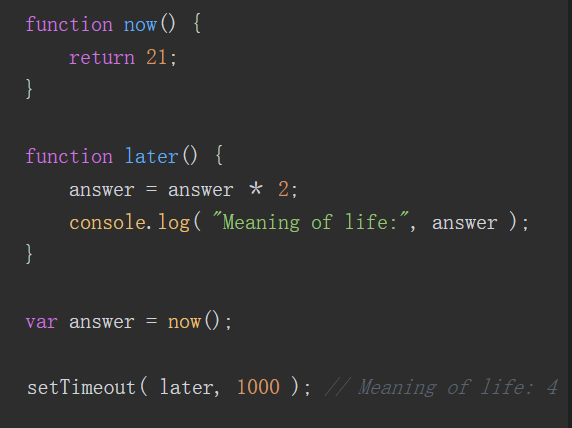 function now() {
return 21;
}
function later() {
answer = answer * 2;
console.log( "Meaning of life:", answer );
}
var answer = now();
setTimeout( later, 1000 ); // Meaning of life: 4